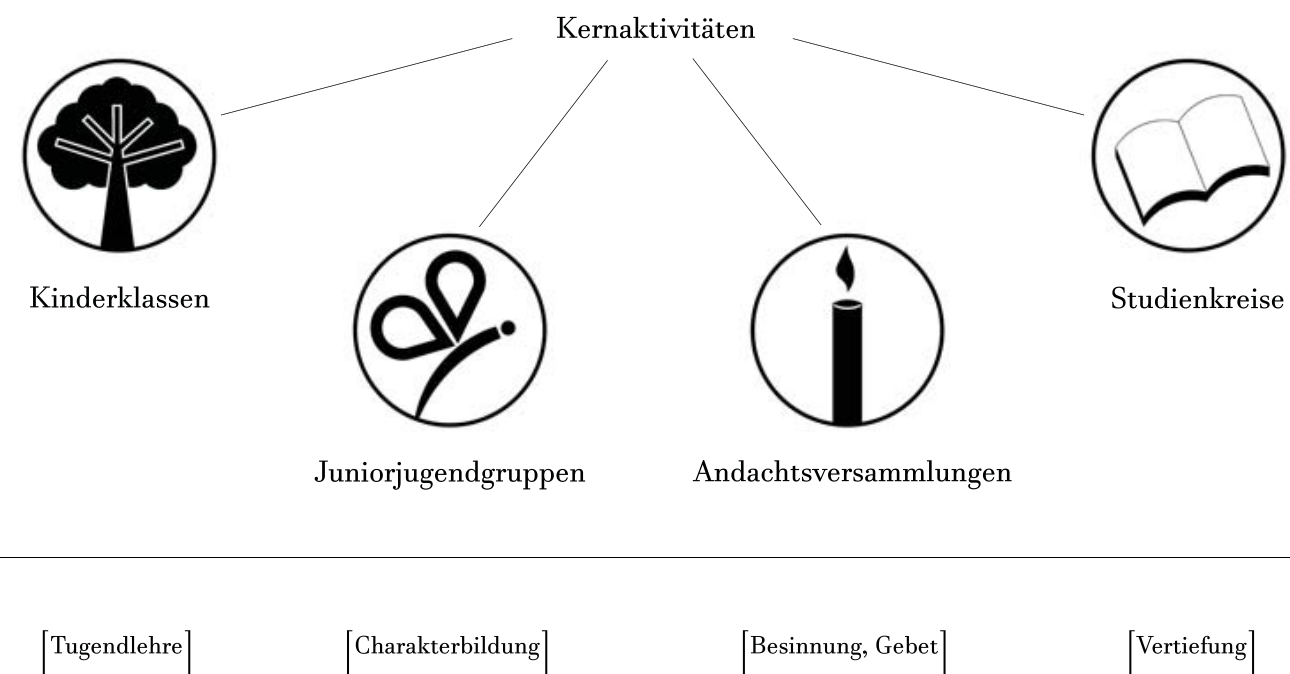 Kernaktivitäten
Kinderklassen
Studienkreise
Juniorjugendgruppen
Andachtsversammlungen
[Tugendlehre]
[Charakterbildung]
[Besinnung, Gebet]
[Vertiefung]